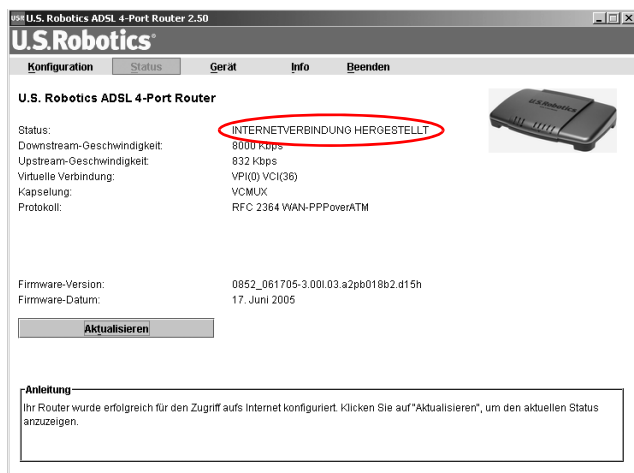 U.S. Robotics ADSL 4-Port Router 2.50
U.S.Robotics
Konfiguration Status Gerät Info Beenden
U.S. Robotics ADSL 4-Port Router
U.S.Robotics
Status: INTERNETVERBINDUNG HERGESTELLT
Downstream-Geschwindigkeit: 8000 Kbps
Upstream-Geschwindigkeit: 832 Kbps
Virtuelle Verbindung: VPI(0) VCI(36)
Kapselung: VCMUX
Protokoll: RFC 2364 WAN-PPPoverATM
Firmware-Version: 0852_061705-3.00l.03.a2pb018b2.d15h
Firmware-Datum: 17. Juni 2005
Aktualisieren
Anleitung
Ihr Router wurde erfolgreich für den Zugriff aufs Internet konfiguriert. Klicken Sie auf "Aktualisieren", um den aktuellen Status
anzuzeigen.